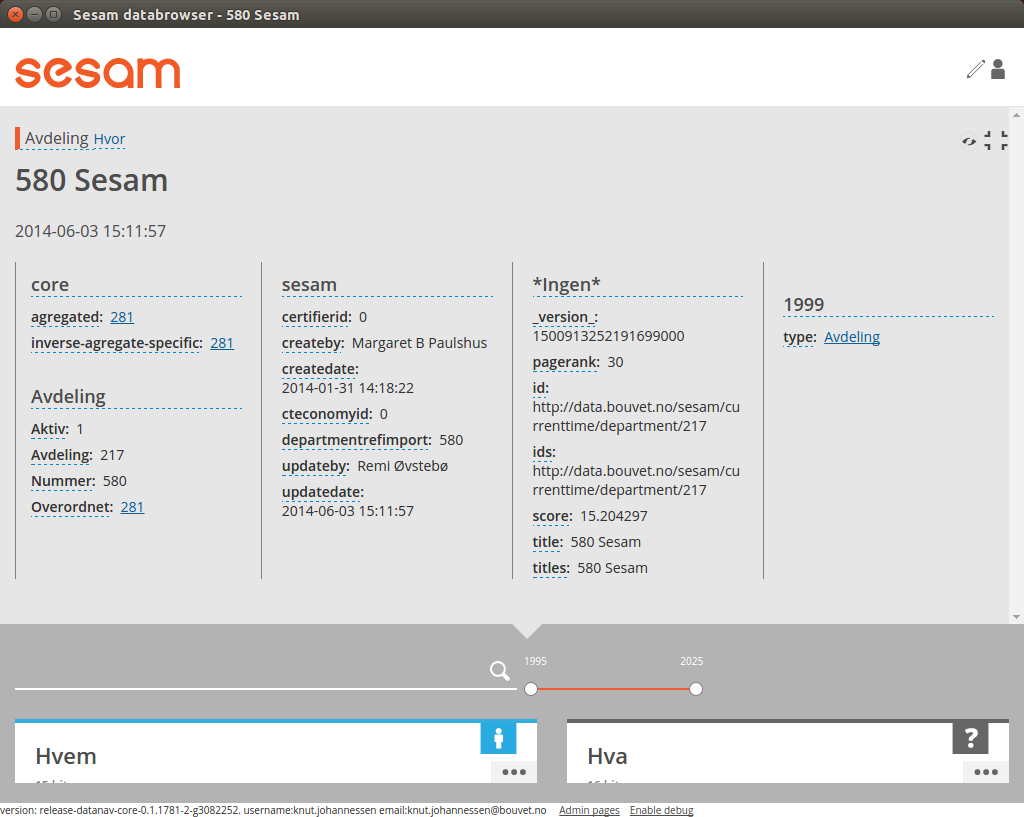 Sesam databrowser - 580 Sesam
sesam
Avdeling Hvor
580 Sesam
2014-06-03 15:11:57
core
agregated: 281
inverse-agregate-specific: 281
Avdeling
Aktiv: 1
Avdeling: 217
Nummer: 580
Overordnet: 281
sesam
certifierid: 0
createby: Margaret B Paulshus
createdate:
2014-01-31 14:18:22
cteconomyid: 0
departmentrefimport: 580
updateby: Remi Øvstebø
updatedate:
2014-06-03 15:11:57
*Ingen*
_version_:
1500913252191699000
pagerank: 30
id:
http://data.bouvet.no/sesam/cu
rrenttime/department/217
ids:
http://data.bouvet.no/sesam/cu
rrenttime/department/217
score: 15.204297
title: 580 Sesam
titles: 580 Sesam
1999
type: Avdeling
1995
2025
Hvem
Hva
?
version: release-datanav-core-0.1.1781-2-g3082252. username:knut.johannessen email:knut.johannessen@bouvet.no Admin pages Enable debug